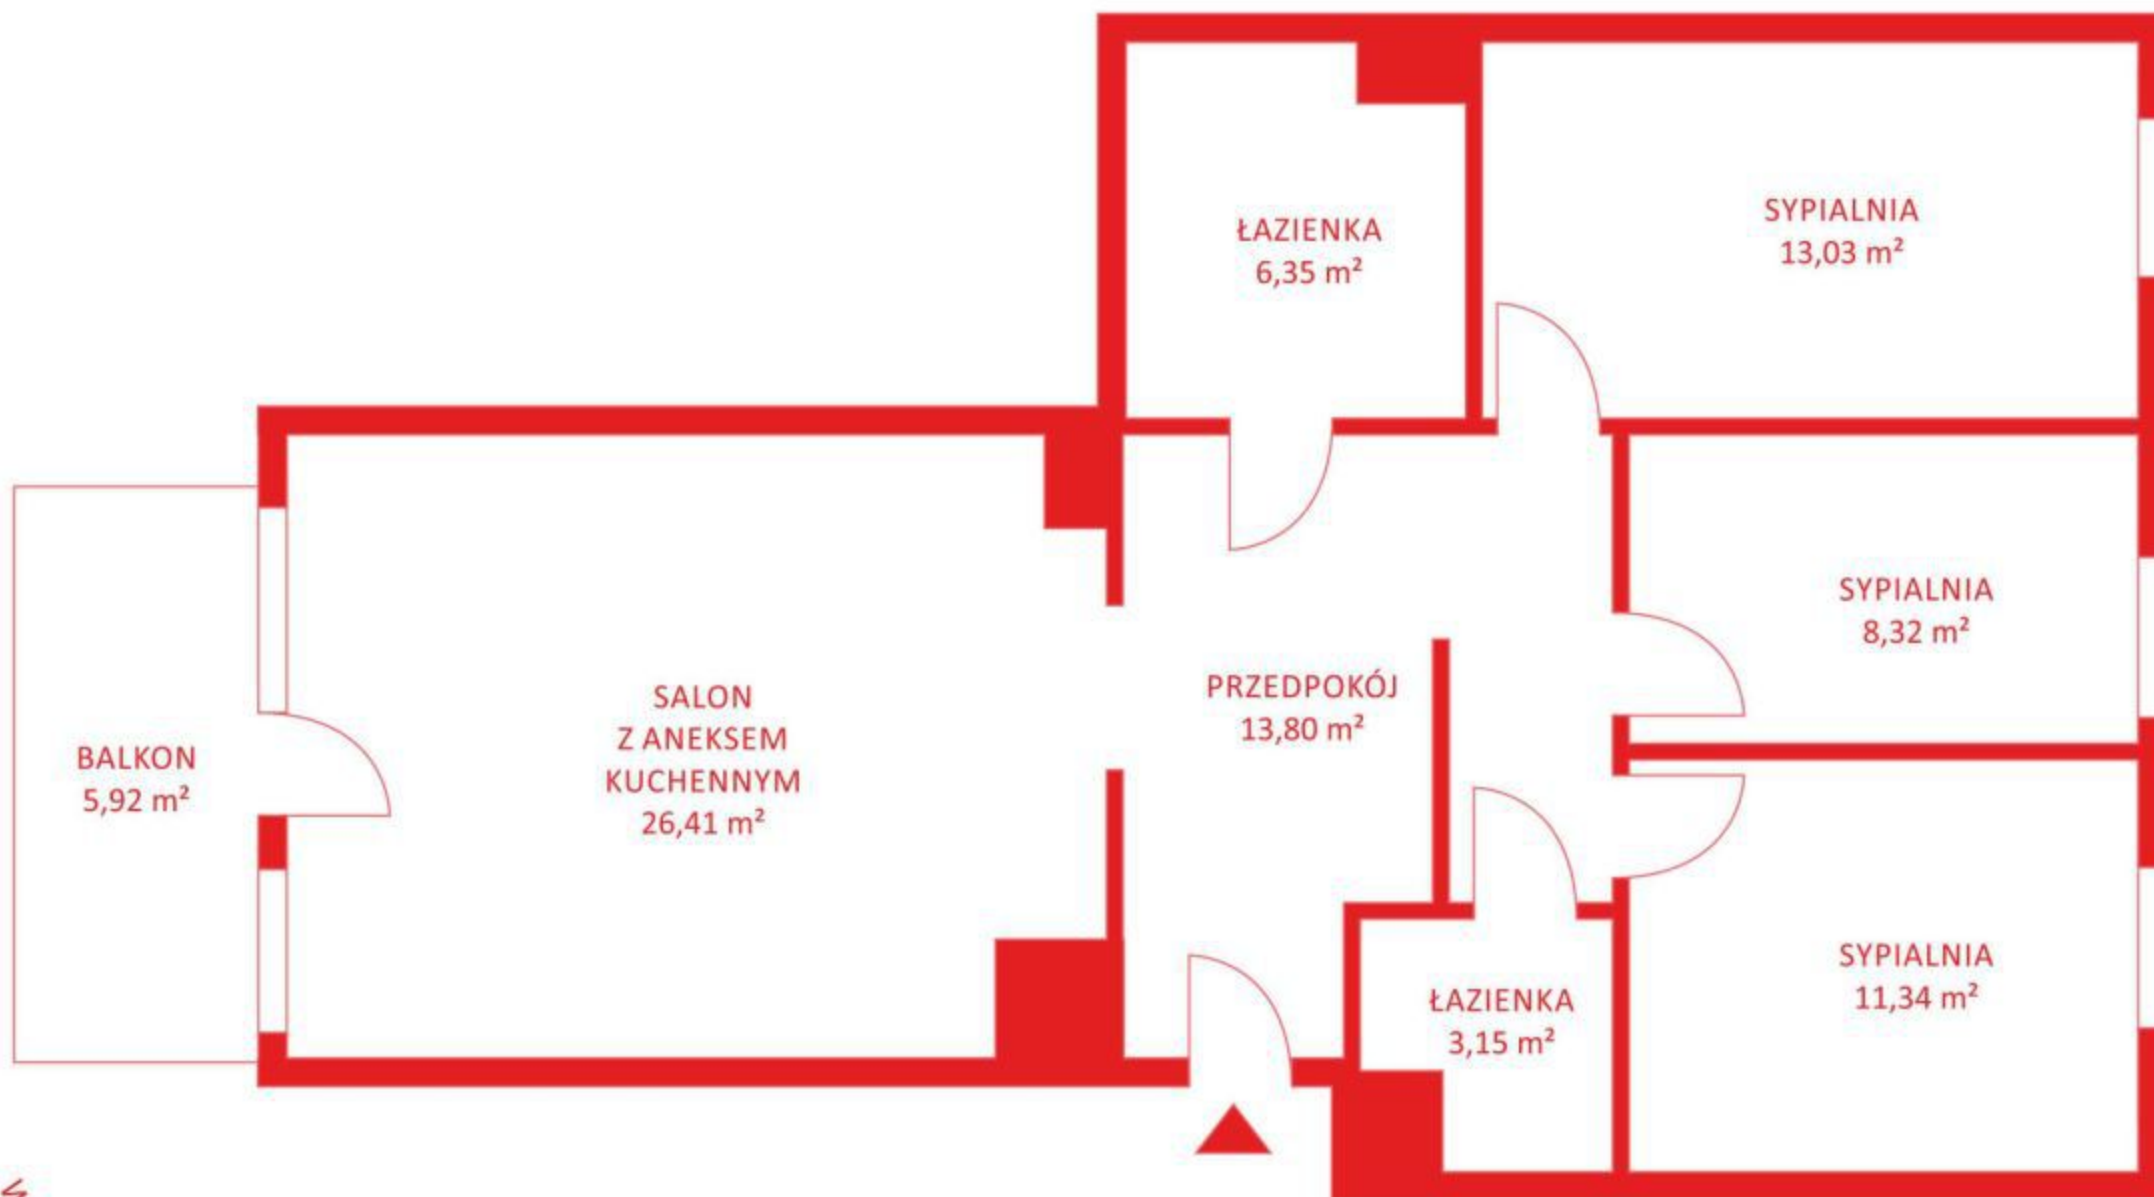 ŁAZIENKA
6,35 m²
SYPIALNIA
13,03 m²
SYPIALNIA
8,32 m²
PRZEDPOKÓJ
13,80 m²
SALON
Z ANEKSEM
KUCHENNYM
26,41 m²
BALKON
5,92 m²
SYPIALNIA
11,34 m²
ŁAZIENKA
3,15 m²